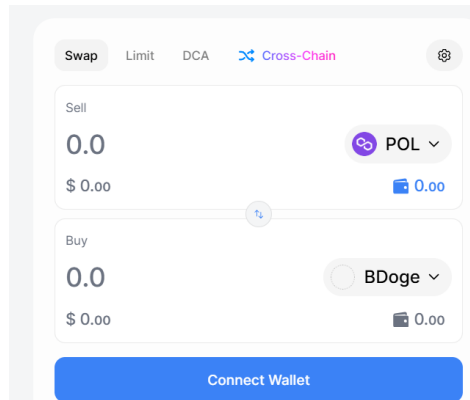 Swap Limit DCA Cross-Chain
Sell
0.0 POL
$ 0.00 0.00
Buy
0.0 BDoge
$ 0.00 0.00
Connect Wallet